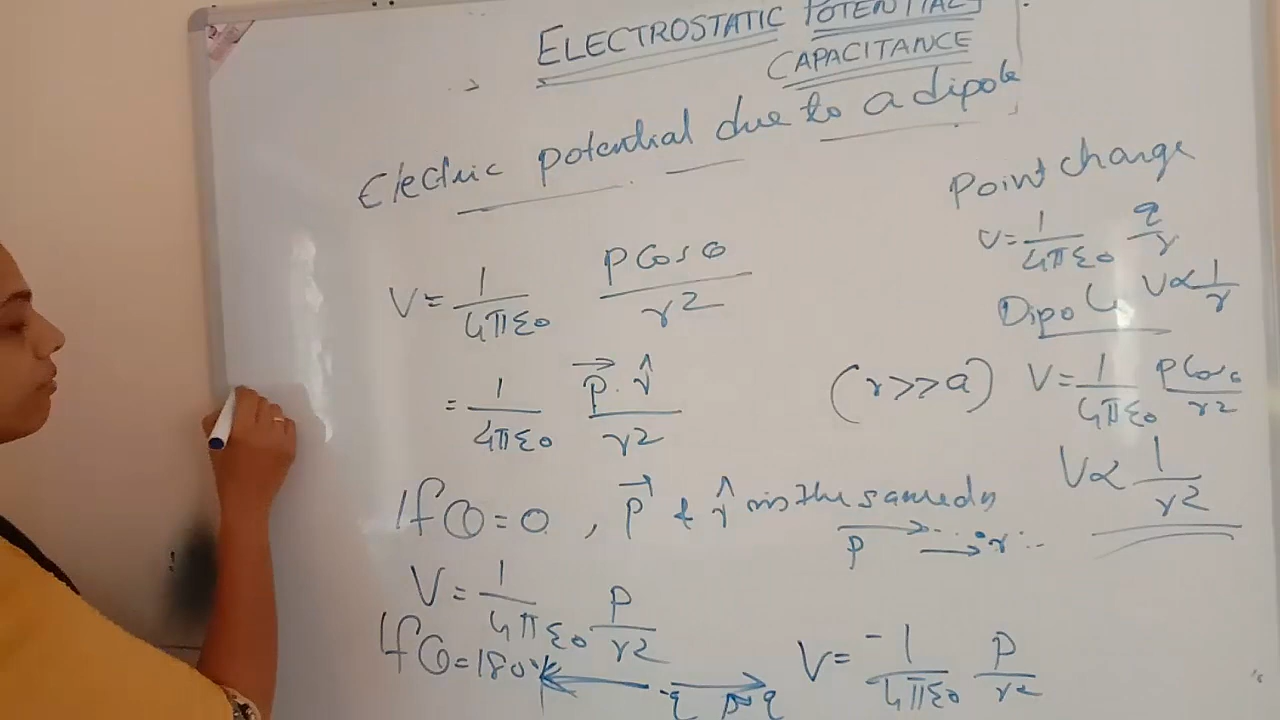 ELECTROSTATIC POTENTIAL &
CAPACITANCE
Electric potential due to a dipole
V = 1/4πε0 p Cos θ/r2
= 1/4πε0 p⃗ . r̂/r2
(r >> a)
If θ = 0, p⃗ & r̂ in the same dn
p r
V = 1/4πε0 p/r2
If θ = 180°
-q p q
V = -1/4πε0 p/r2
Point charge
V = 1/4πε0 q/r
V ∝ 1/r
Dipole
V = 1/4πε0 p Cos θ/r2
V ∝ 1/r2